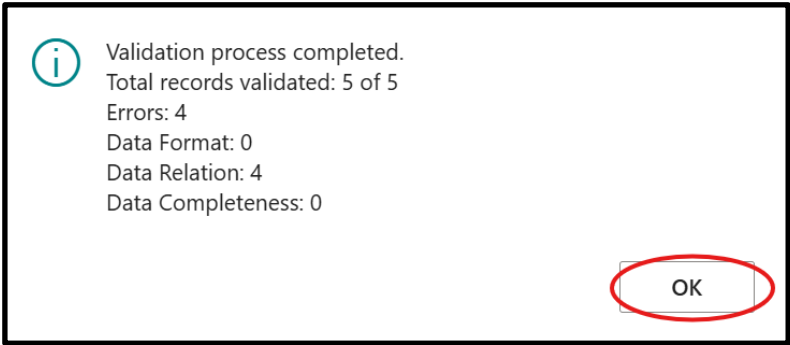 Validation process completed.
Total records validated: 5 of 5
Errors: 4
Data Format: 0
Data Relation: 4
Data Completeness: 0
OK